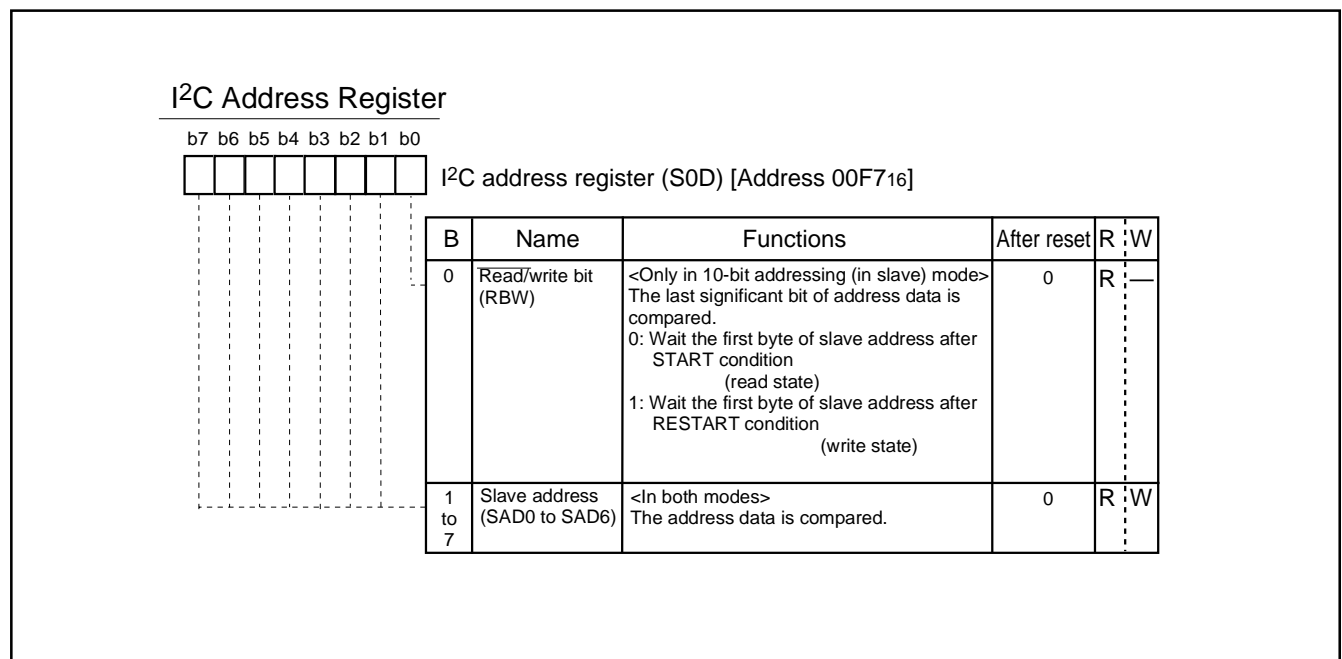 I2C Address Register
b7 b6 b5 b4 b3 b2 b1 b0
I2C address register (S0D) [Address 00F716]
B Name Functions After reset R W
0 Read/write bit (RBW) <Only in 10-bit addressing (in slave) mode> 0 R —
The last significant bit of address data is
compared.
0: Wait the first byte of slave address after
START condition
(read state)
1: Wait the first byte of slave address after
RESTART condition
(write state)
1 to 7 Slave address (SAD0 to SAD6) <In both modes> 0 R W
The address data is compared.